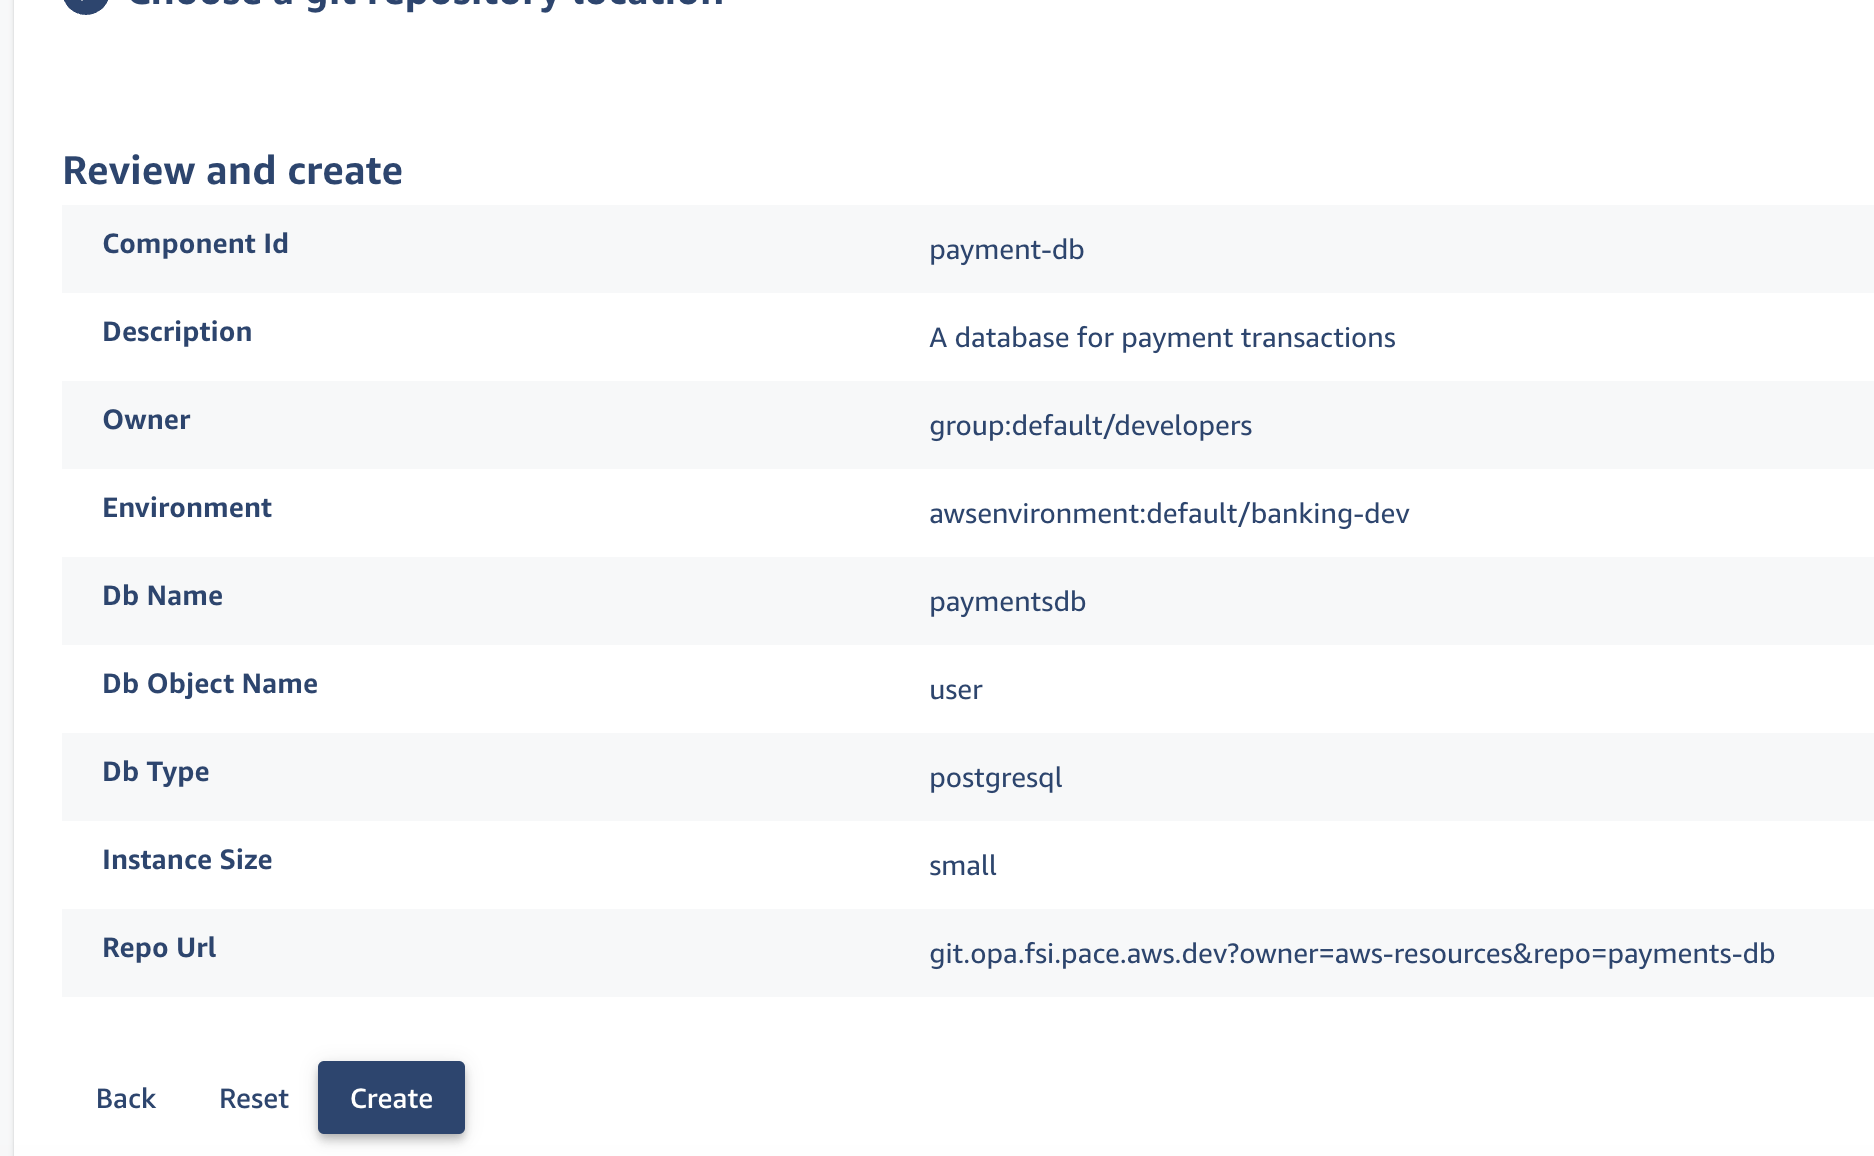 Choose a git repository location
Review and create
Component Id
payment-db
Description
A database for payment transactions
Owner
group:default/developers
Environment
awsenvironment:default/banking-dev
Db Name
paymentsdb
Db Object Name
user
Db Type
postgresql
Instance Size
small
Repo Url
git.opa.fsi.pace.aws.dev?owner=aws-resources&repo=payments-db
Back Reset Create